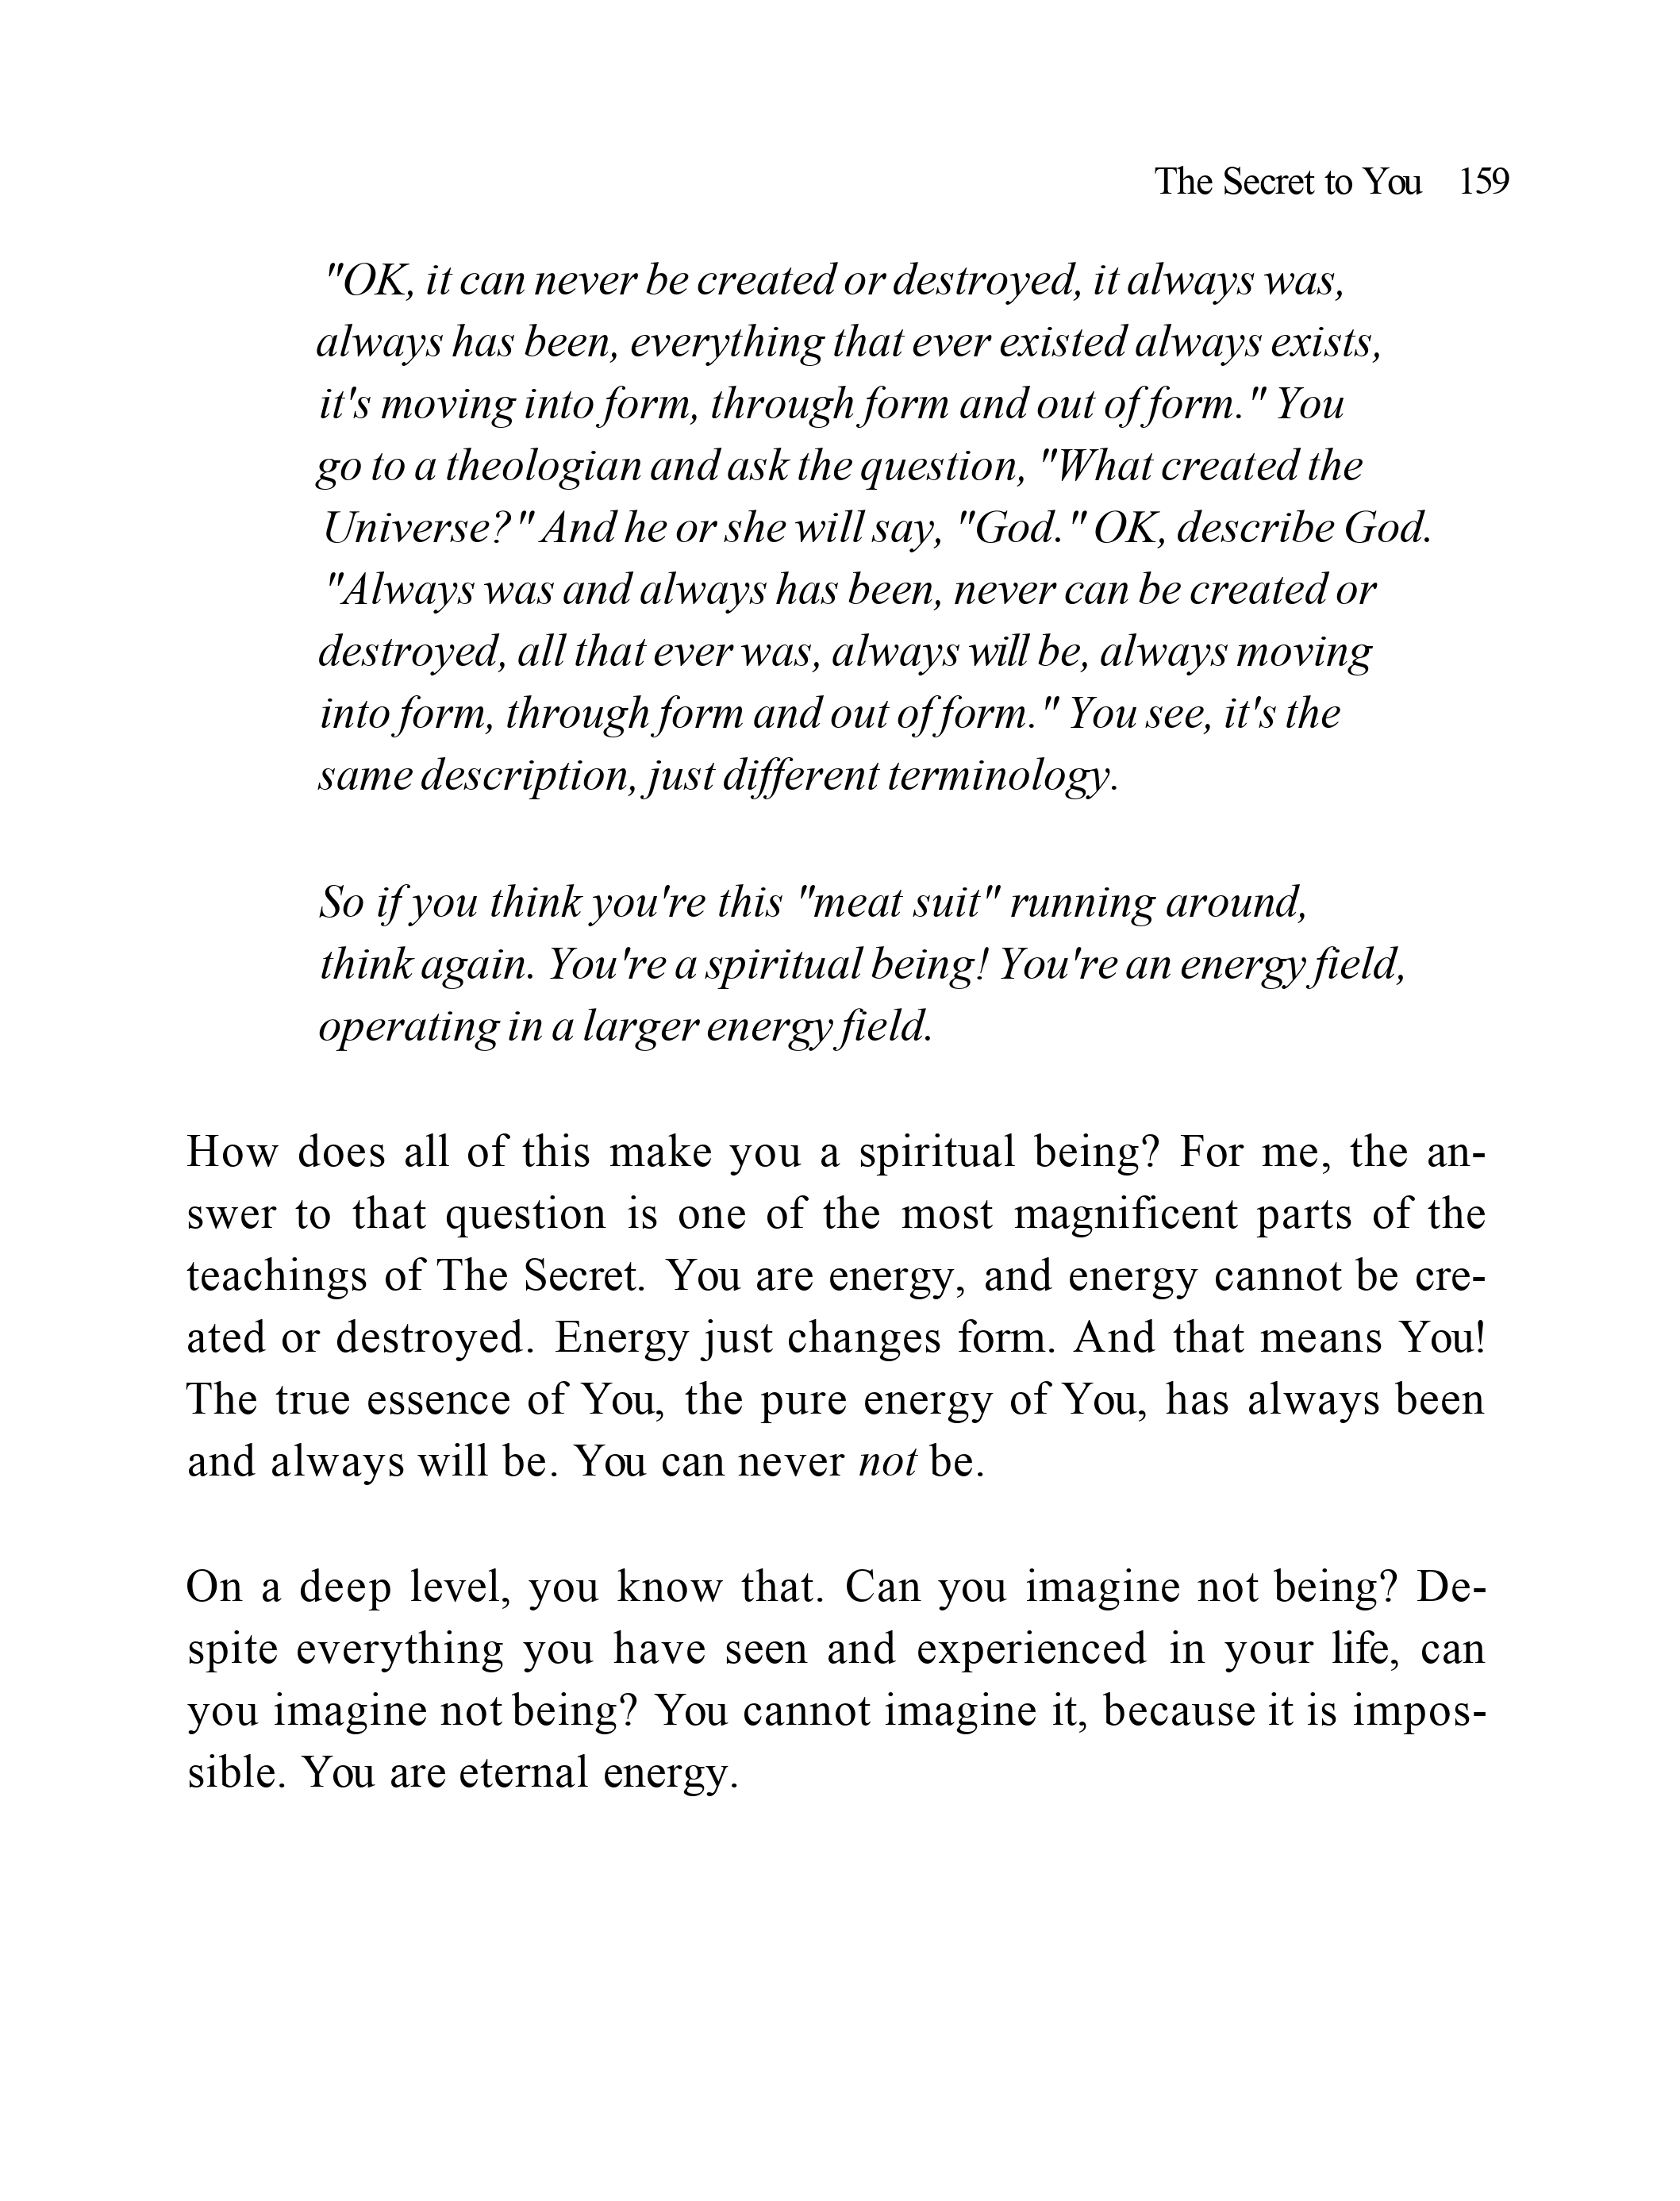 The Secret to You 159
"OK, it can never be created or destroyed, it always was,
always has been, everything that ever existed always exists,
it's moving into form, through form and out of form." You
go to a theologian and ask the question, "What created the
Universe?" And he or she will say, "God." OK, describe God.
"Always was and always has been, never can be created or
destroyed, all that ever was, always will be, always moving
into form, through form and out of form." You see, it's the
same description, just different terminology.
So if you think you're this "meat suit" running around,
think again. You're a spiritual being! You're an energy field,
operating in a larger energy field.
How does all of this make you a spiritual being? For me, the an-
swer to that question is one of the most magnificent parts of the
teachings of The Secret. You are energy, and energy cannot be cre-
ated or destroyed. Energy just changes form. And that means You!
The true essence of You, the pure energy of You, has always been
and always will be. You can never not be.
On a deep level, you know that. Can you imagine not being? De-
spite everything you have seen and experienced in your life, can
you imagine not being? You cannot imagine it, because it is impos-
sible. You are eternal energy.